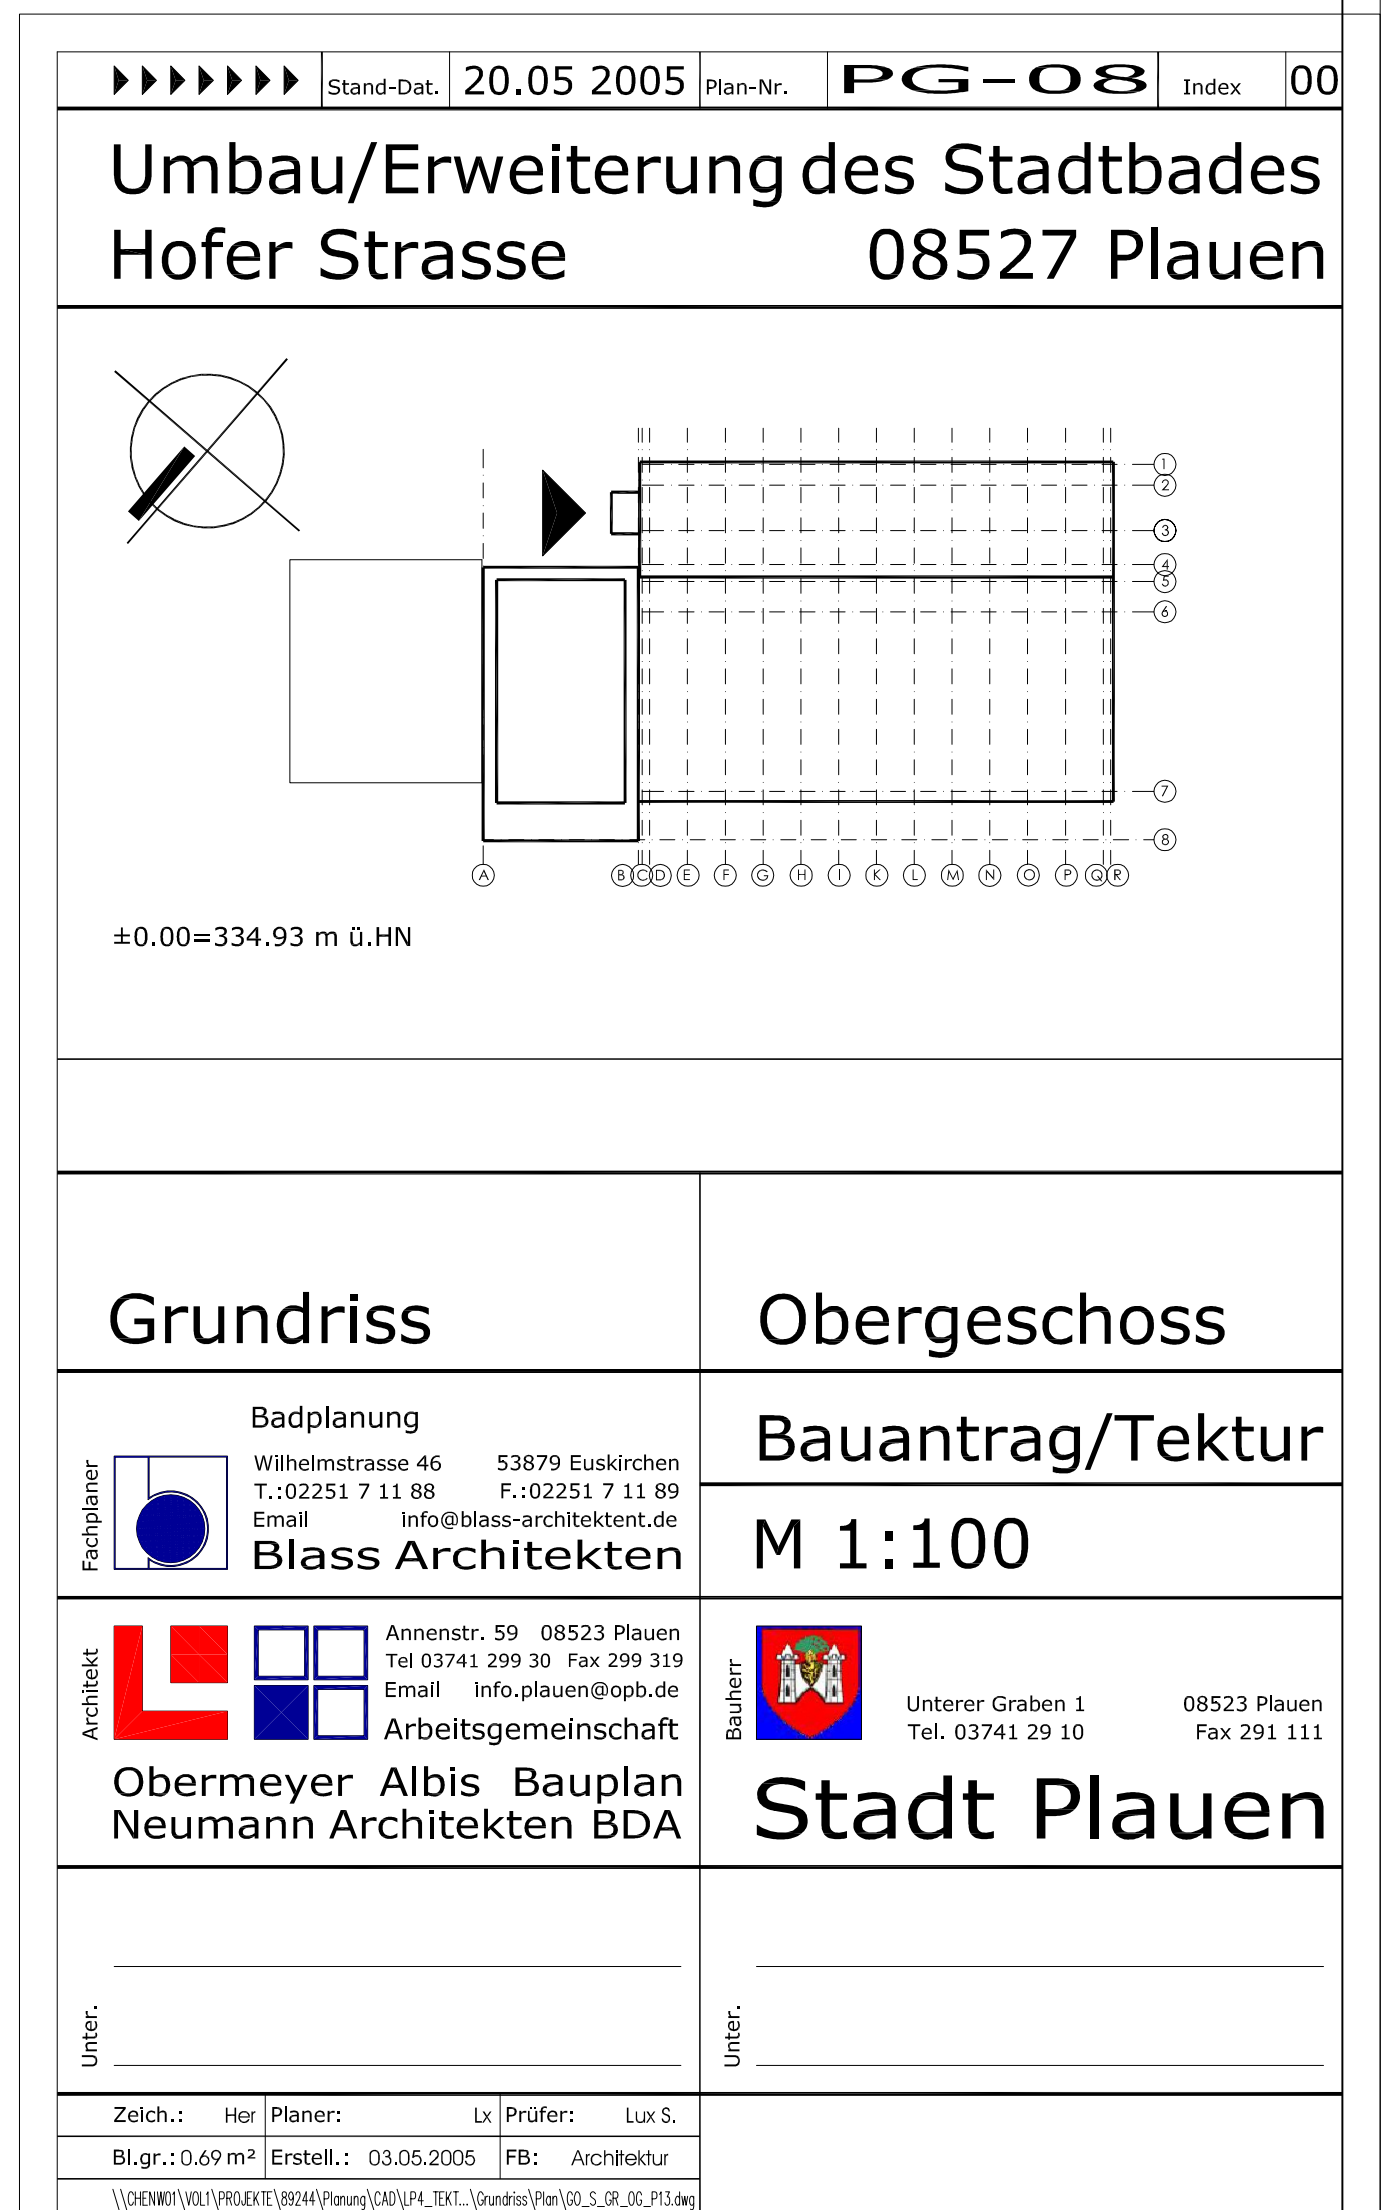 Stand-Dat. 20.05 2005 Plan-Nr. PG-08 Index 00
Umbau/Erweiterung des Stadtbades
Hofer Strasse 08527 Plauen
1
2
3
4
5
6
7
8
A B C D E F G H I K L M N O P Q R
±0.00=334.93 m ü.HN
Grundriss Obergeschoss
Fachplaner
Badplanung
Wilhelmstrasse 46 53879 Euskirchen
T.:02251 7 11 88 F.:02251 7 11 89
Email info@blass-architektent.de
Blass Architekten
Bauantrag/Tektur
M 1:100
Architekt
Annenstr. 59 08523 Plauen
Tel 03741 299 30 Fax 299 319
Email info.plauen@opb.de
Arbeitsgemeinschaft
Obermeyer Albis Bauplan
Neumann Architekten BDA
Bauherr
Unterer Graben 1 08523 Plauen
Tel. 03741 29 10 Fax 291 111
Stadt Plauen
Unter. Unter.
Zeich.: Her Planer: Lx Prüfer: Lux S.
Bl.gr.: 0.69 m² Erstell.: 03.05.2005 FB: Architektur
\\CHENW01\VOL1\PROJEKTE\89244\Planung\CAD\LP4_TEKT...\Grundriss\Plan\GO_S_GR_OG_P13.dwg